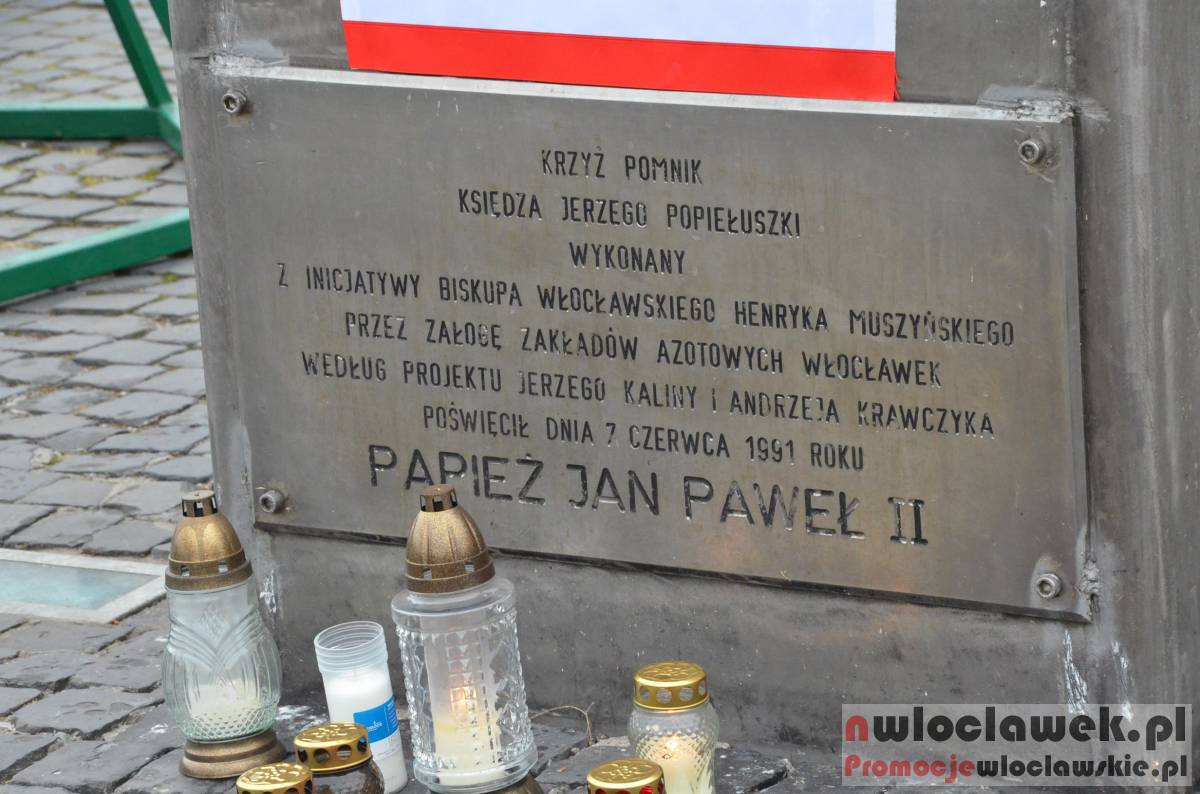 KRZYŻ POMNIK
KSIĘDZA JERZEGO POPIEŁUSZKI
WYKONANY
Z INICJATYWY BISKUPA WŁOCŁAWSKIEGO HENRYKA MUSZYŃSKIEGO
PRZEZ ZAŁOGĘ ZAKŁADÓW AZOTOWYCH WŁOCŁAWEK
WEDŁUG PROJEKTU JERZEGO KALINY I ANDRZEJA KRAWCZYKA
POŚWIĘCIŁ DNIA 7 CZERWCA 1991 ROKU
PAPIEŻ JAN PAWEŁ II
nwloclawek.pl
Promocjewloclawskie.pl